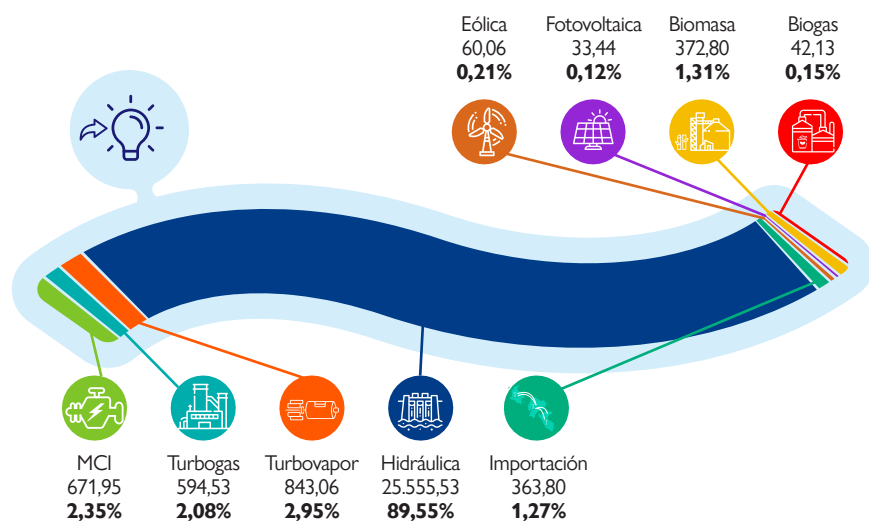 Eólica
60,06
0,21%
Fotovoltaica
33,44
0,12%
Biomasa
372,80
1,31%
Biogas
42,13
0,15%
MCI
671,95
2,35%
Turbogas
594,53
2,08%
Turbovapor
843,06
2,95%
Hidráulica
25.555,53
89,55%
Importación
363,80
1,27%